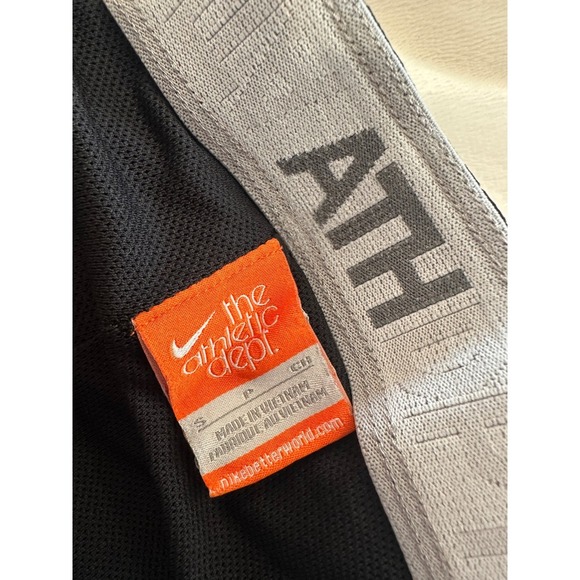 ATH
the
athletic
dept.
S P CH
MADE IN VIETNAM
FABRIQUE AU VIETNAM
nikebetterworld.com